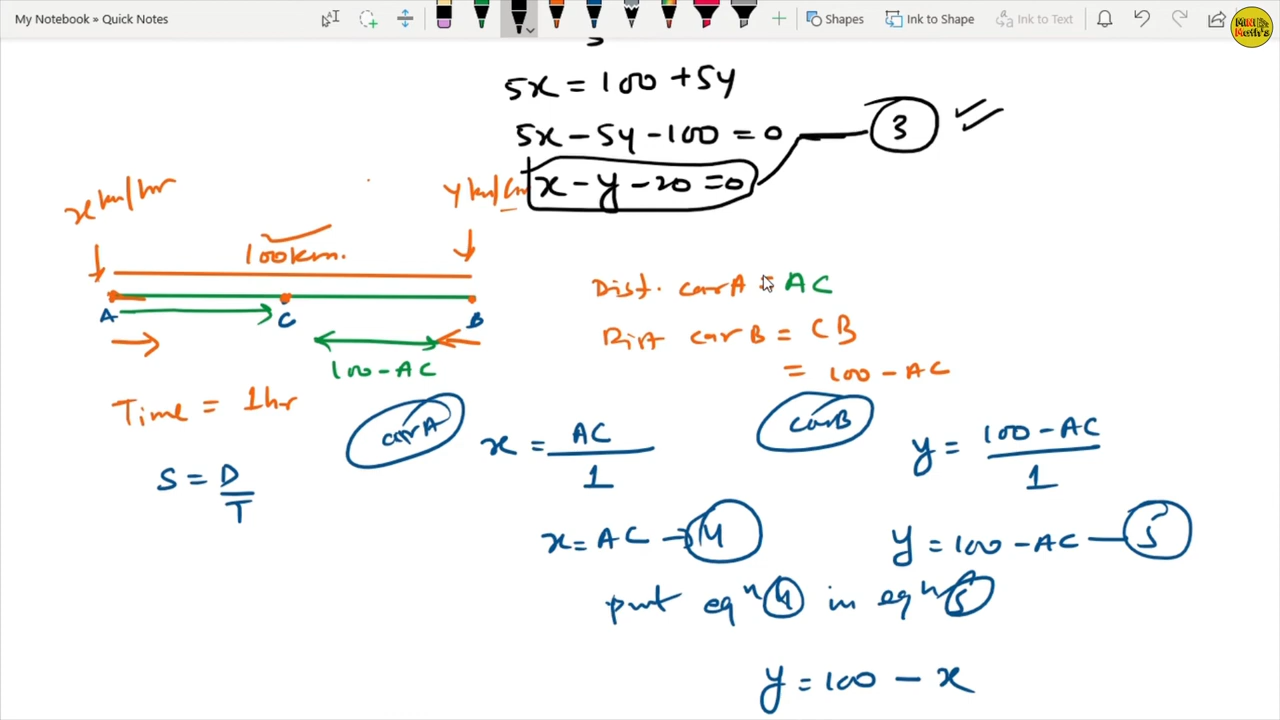 My Notebook » Quick Notes
Shapes
Ink to Shape
Ink to Text
MINI
Math's
5x = 100 + 5y
5x - 5y - 100 = 0
3
x - y - 20 = 0
x km/hr
y km/hr
100km.
A
C
B
100 - AC
Time = 1hr
S = D/T
Dist. car A = AC
Dist car B = CB
= 100 - AC
car A
x = AC/1
x = AC → 4
car B
y = 100 - AC/1
y = 100 - AC — 5
put eqⁿ 4 in eqⁿ 5
y = 100 - x